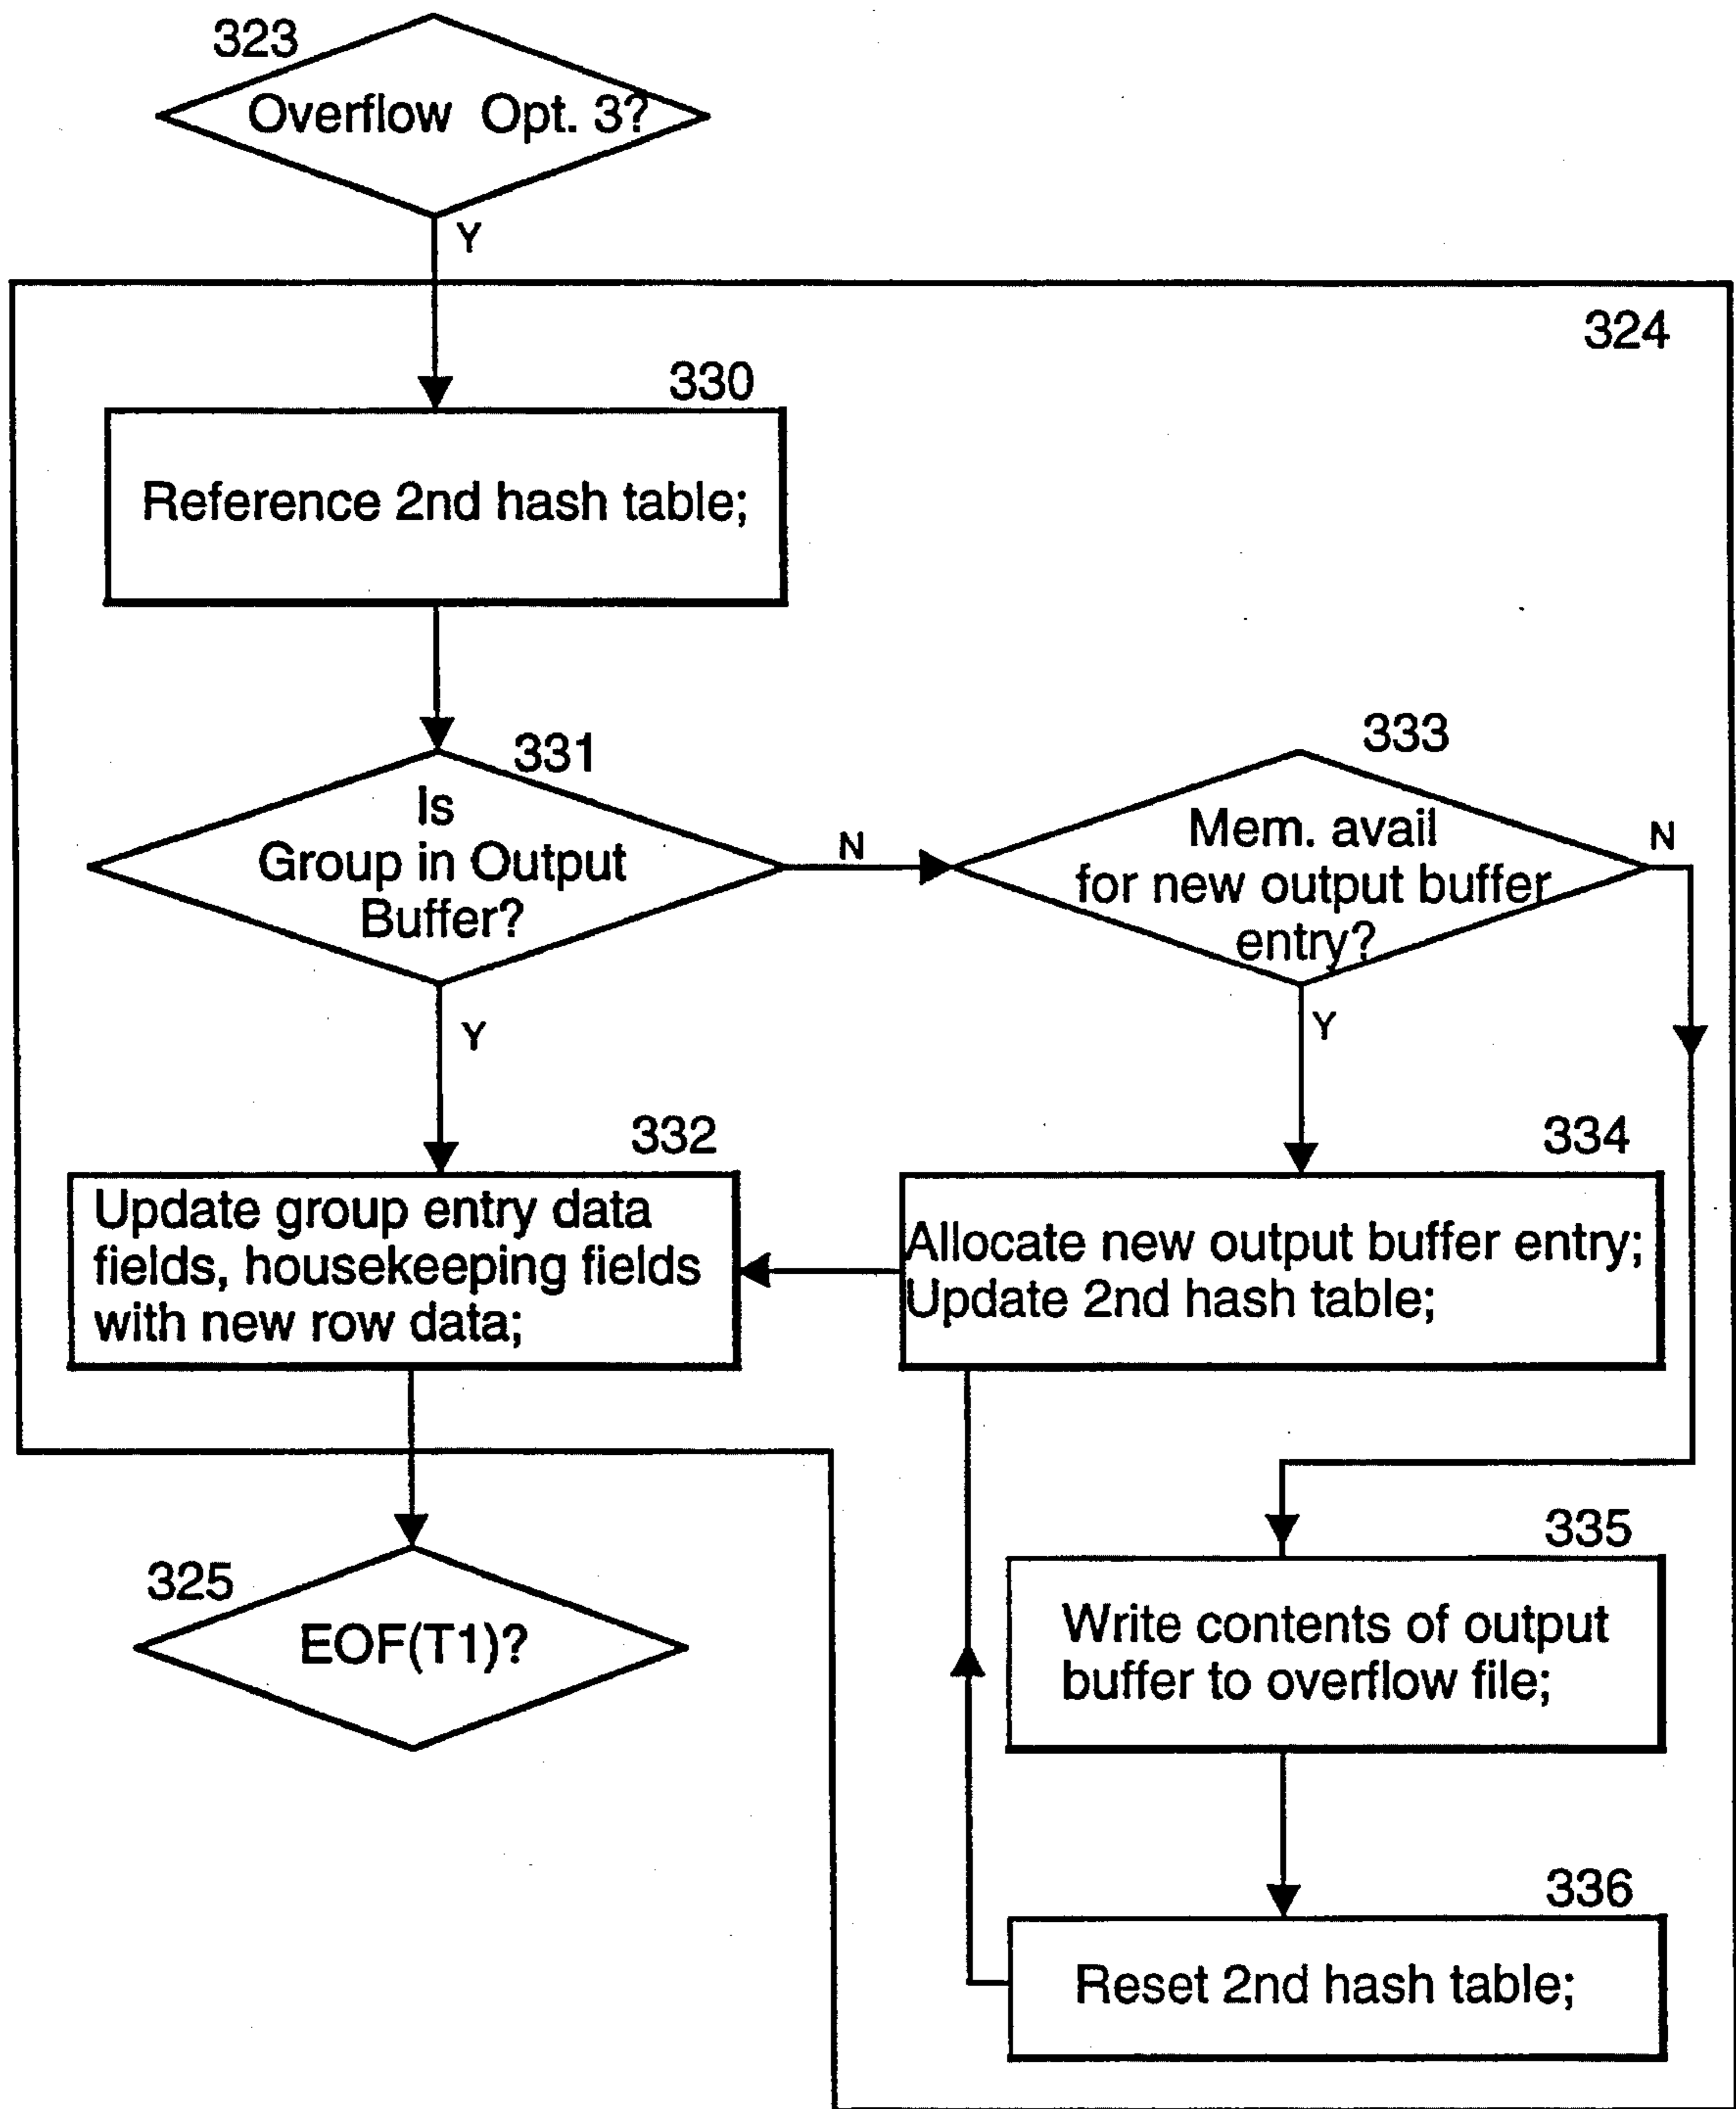 323
Overflow Opt. 3?
Y
324
330
Reference 2nd hash table;
331
Is
Group in Output
Buffer?
N
Y
333
Mem. avail
for new output buffer
entry?
N
Y
332
Update group entry data
fields, housekeeping fields
with new row data;
334
Allocate new output buffer entry;
Update 2nd hash table;
325
EOF(T1)?
335
Write contents of output
buffer to overflow file;
336
Reset 2nd hash table;